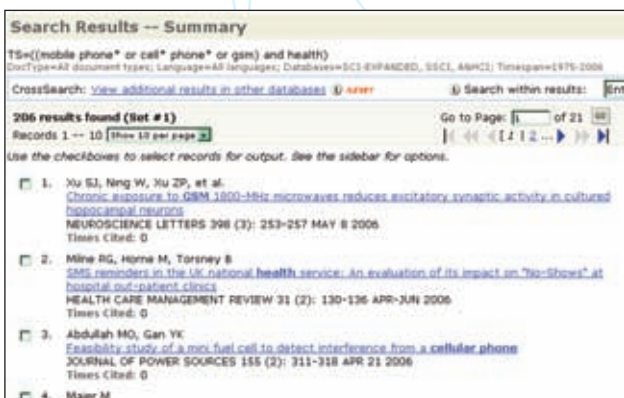 Search Results -- Summary
TS=((mobile phone* or cell* phone* or gsm) and health)
DocType=All document types; Language=All languages; Databases=SCI-EXPANDED, SSCI, A&HCI; Timespan=1975-2006
CrossSearch: View additional results in other databases Search within results: Ent
206 results found (Set #1) Go to Page: 1 of 21
Records 1 -- 10 Show 10 per page [ 1 | 2 ...
Use the checkboxes to select records for output. See the sidebar for options.
1. Xu SJ, Ning W, Xu ZP, et al.
Chronic exposure to GSM 1800-MHz microwaves reduces excitatory synaptic activity in cultured
hippocampal neurons
NEUROSCIENCE LETTERS 398 (3): 253-257 MAY 8 2006
Times Cited: 0
2. Milne RG, Horne M, Torsney B
SMS reminders in the UK national health service: An evaluation of its impact on "No-Shows" at
hospital out-patient clinics
HEALTH CARE MANAGEMENT REVIEW 31 (2): 130-136 APR-JUN 2006
Times Cited: 0
3. Abdullah MO, Gan YK
Feasibility study of a mini fuel cell to detect interference from a cellular phone
JOURNAL OF POWER SOURCES 155 (2): 311-318 APR 21 2006
Times Cited: 0
4. Maier M